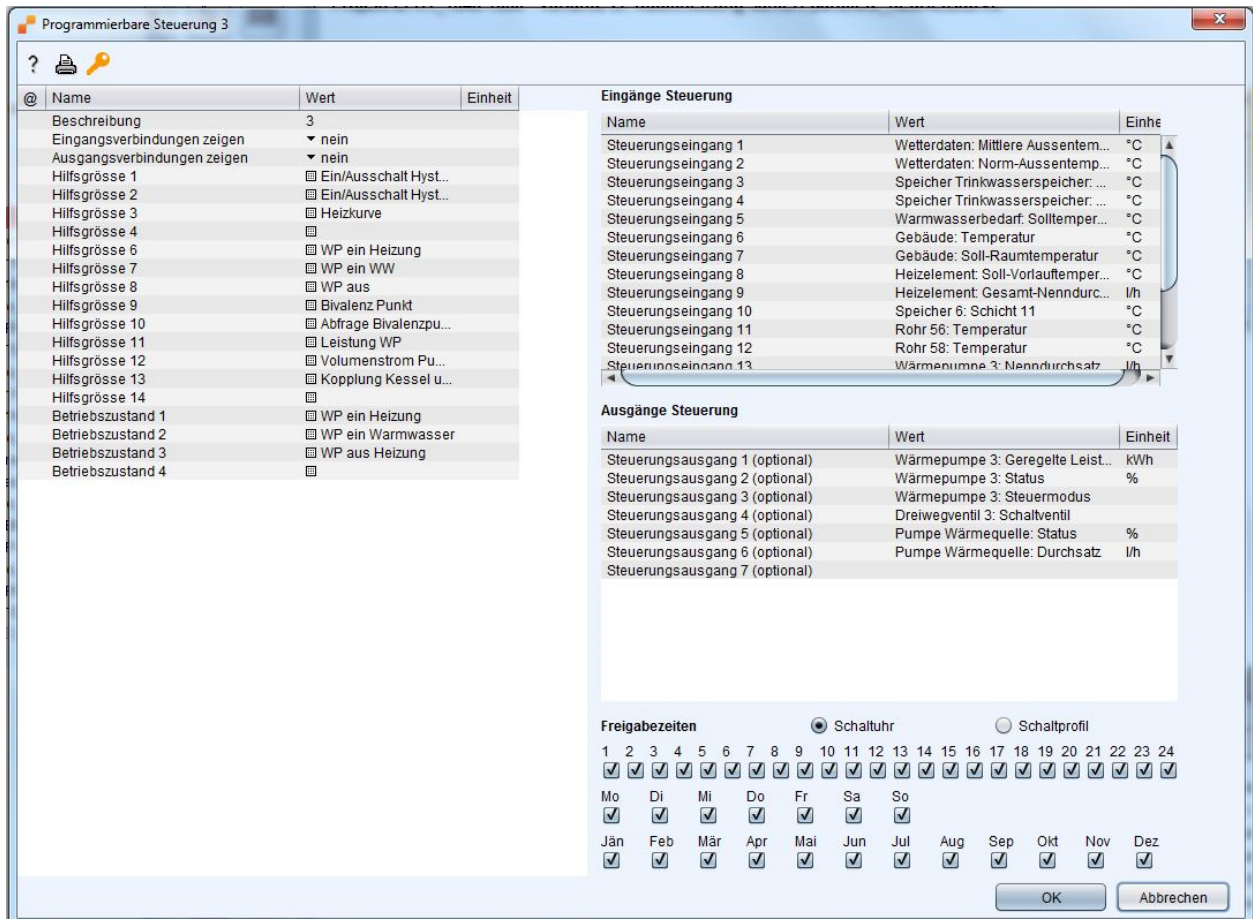 Programmierbare Steuerung 3
?
@ Name Wert Einheit
Beschreibung 3
Eingangsverbindungen zeigen nein
Ausgangsverbindungen zeigen nein
Hilfsgrösse 1 Ein/Ausschalt Hyst...
Hilfsgrösse 2 Ein/Ausschalt Hyst...
Hilfsgrösse 3 Heizkurve
Hilfsgrösse 4
Hilfsgrösse 6 WP ein Heizung
Hilfsgrösse 7 WP ein WW
Hilfsgrösse 8 WP aus
Hilfsgrösse 9 Bivalenz Punkt
Hilfsgrösse 10 Abfrage Bivalenzpu...
Hilfsgrösse 11 Leistung WP
Hilfsgrösse 12 Volumenstrom Pu...
Hilfsgrösse 13 Kopplung Kessel u...
Hilfsgrösse 14
Betriebszustand 1 WP ein Heizung
Betriebszustand 2 WP ein Warmwasser
Betriebszustand 3 WP aus Heizung
Betriebszustand 4
Eingänge Steuerung
Name Wert Einhe
Steuerungseingang 1 Wetterdaten: Mittlere Aussentem... °C
Steuerungseingang 2 Wetterdaten: Norm-Aussentemp... °C
Steuerungseingang 3 Speicher Trinkwasserspeicher: ... °C
Steuerungseingang 4 Speicher Trinkwasserspeicher: ... °C
Steuerungseingang 5 Warmwasserbedarf: Solltemper... °C
Steuerungseingang 6 Gebäude: Temperatur °C
Steuerungseingang 7 Gebäude: Soll-Raumtemperatur °C
Steuerungseingang 8 Heizelement: Soll-Vorlauftemper... °C
Steuerungseingang 9 Heizelement: Gesamt-Nenndurc... l/h
Steuerungseingang 10 Speicher 6: Schicht 11 °C
Steuerungseingang 11 Rohr 56: Temperatur °C
Steuerungseingang 12 Rohr 58: Temperatur °C
Steuerungseingang 13 Wärmepumpe 3: Nenndurchsatz l/h
Ausgänge Steuerung
Name Wert Einheit
Steuerungsausgang 1 (optional) Wärmepumpe 3: Geregelte Leist... kWh
Steuerungsausgang 2 (optional) Wärmepumpe 3: Status %
Steuerungsausgang 3 (optional) Wärmepumpe 3: Steuermodus
Steuerungsausgang 4 (optional) Dreiwegventil 3: Schaltventil
Steuerungsausgang 5 (optional) Pumpe Wärmequelle: Status %
Steuerungsausgang 6 (optional) Pumpe Wärmequelle: Durchsatz l/h
Steuerungsausgang 7 (optional)
Freigabezeiten Schaltuhr Schaltprofil
1 2 3 4 5 6 7 8 9 10 11 12 13 14 15 16 17 18 19 20 21 22 23 24
Mo Di Mi Do Fr Sa So
Jän Feb Mär Apr Mai Jun Jul Aug Sep Okt Nov Dez
OK Abbrechen